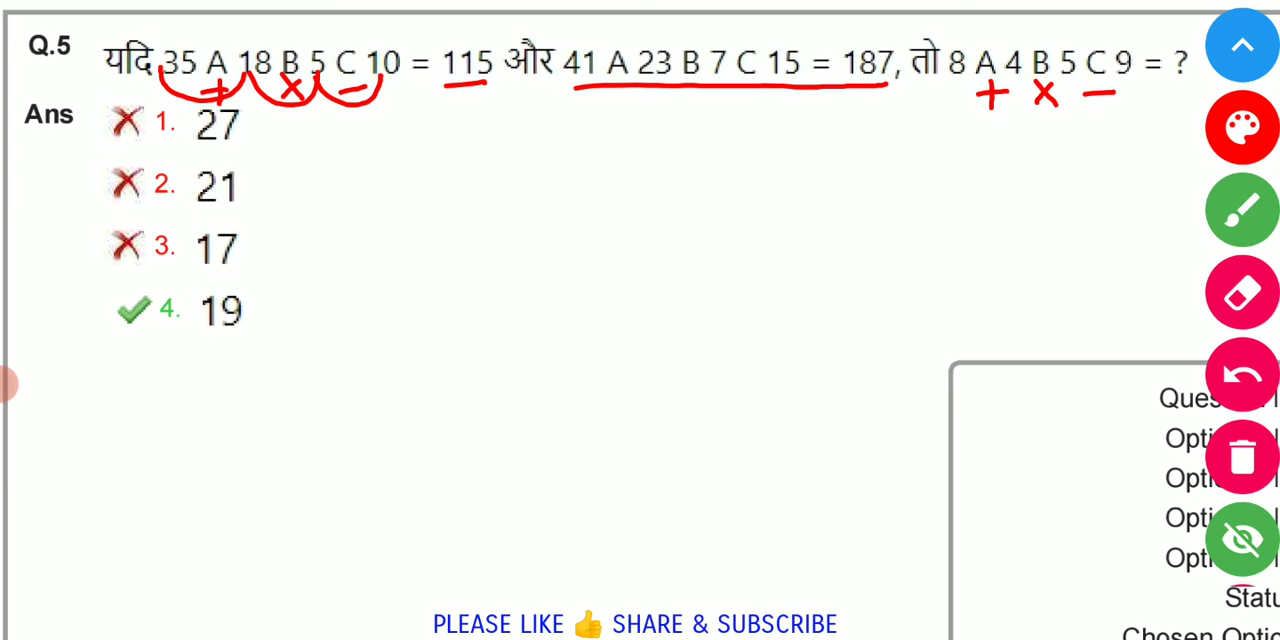 Q.5 यदि 35 A 18 B 5 C 10 = 115 और 41 A 23 B 7 C 15 = 187, तो 8 A 4 B 5 C 9 = ?
+ × − + × −
Ans 1. 27
2. 21
3. 17
4. 19
PLEASE LIKE 👍 SHARE & SUBSCRIBE